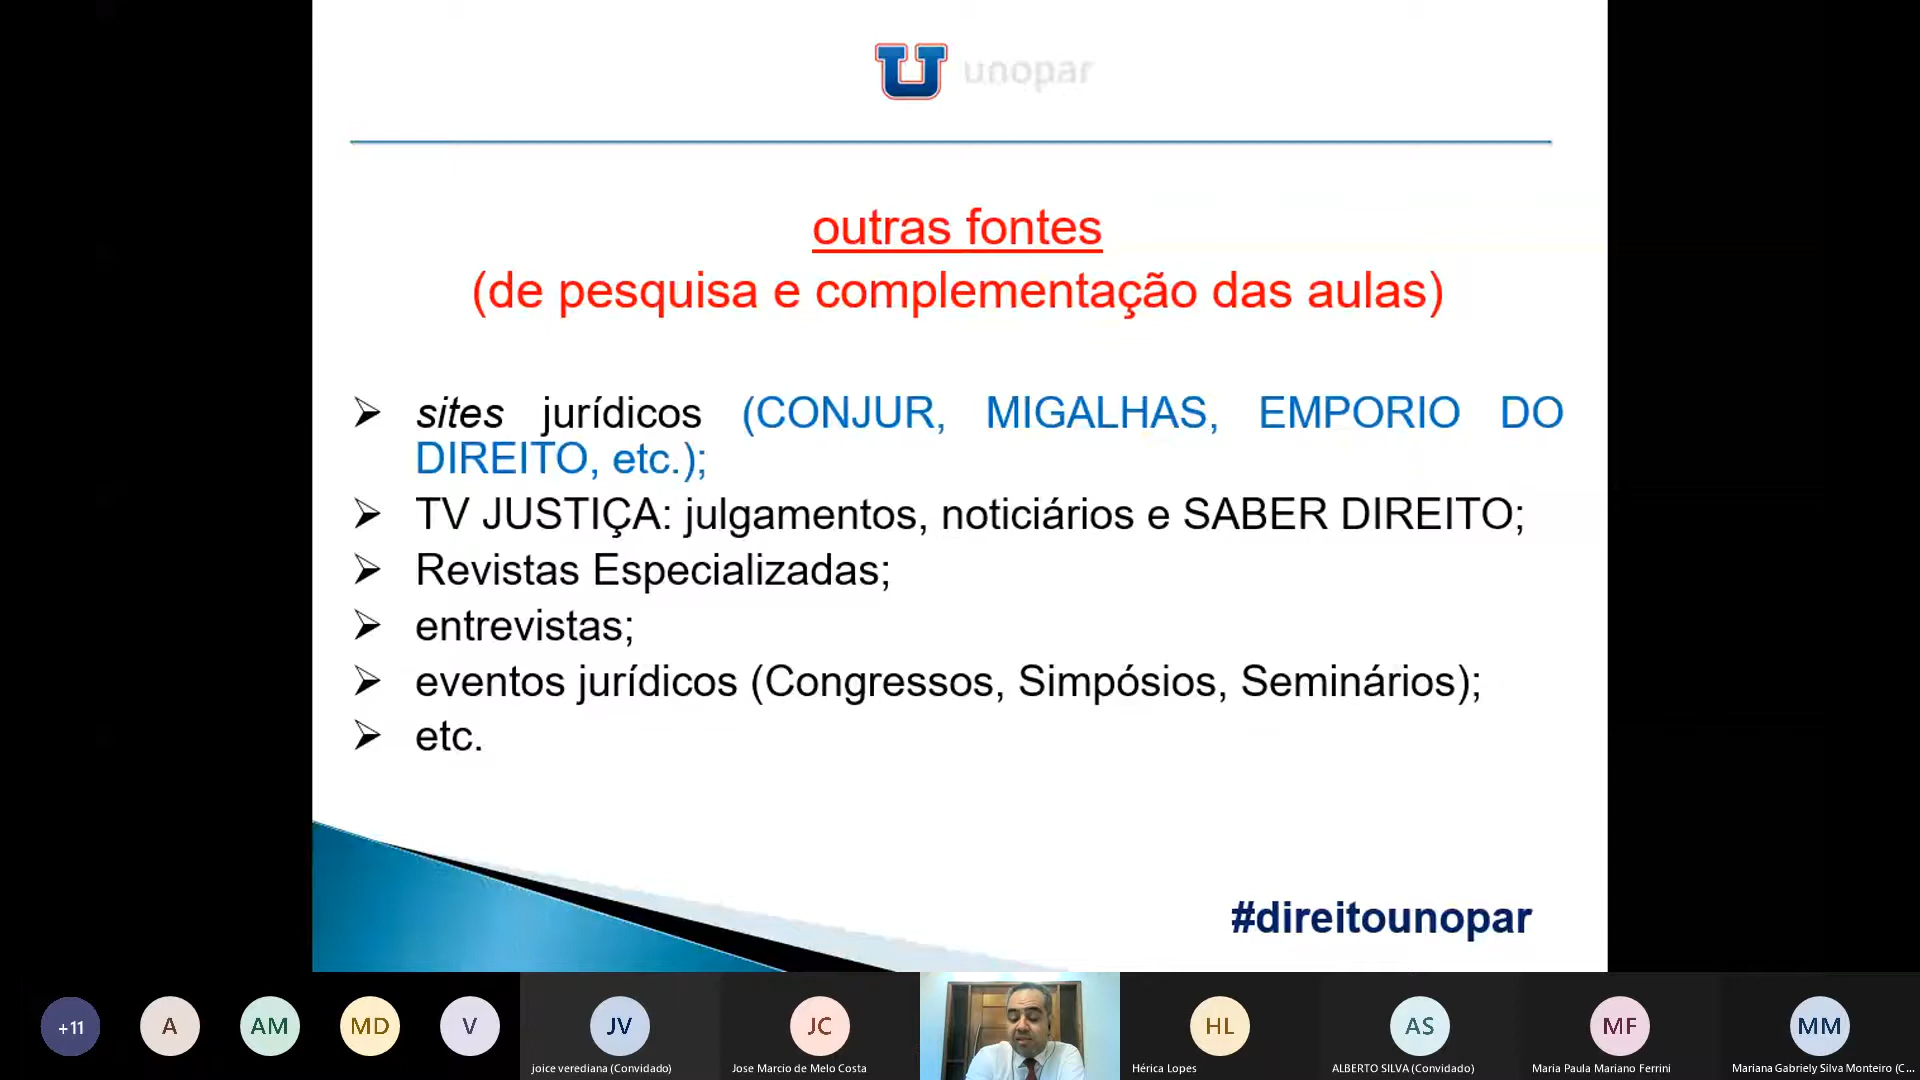 unopar
outras fontes
(de pesquisa e complementação das aulas)
➢ sites jurídicos (CONJUR, MIGALHAS, EMPORIO DO
DIREITO, etc.);
➢ TV JUSTIÇA: julgamentos, noticiários e SABER DIREITO;
➢ Revistas Especializadas;
➢ entrevistas;
➢ eventos jurídicos (Congressos, Simpósios, Seminários);
➢ etc.
#direitounopar
+11
A
AM
MD
V
JV
JC
HL
AS
MF
MM
joice verediana (Convidado)
Jose Marcio de Melo Costa
Hérica Lopes
ALBERTO SILVA (Convidado)
Maria Paula Mariano Ferrini
Mariana Gabriely Silva Monteiro (C...